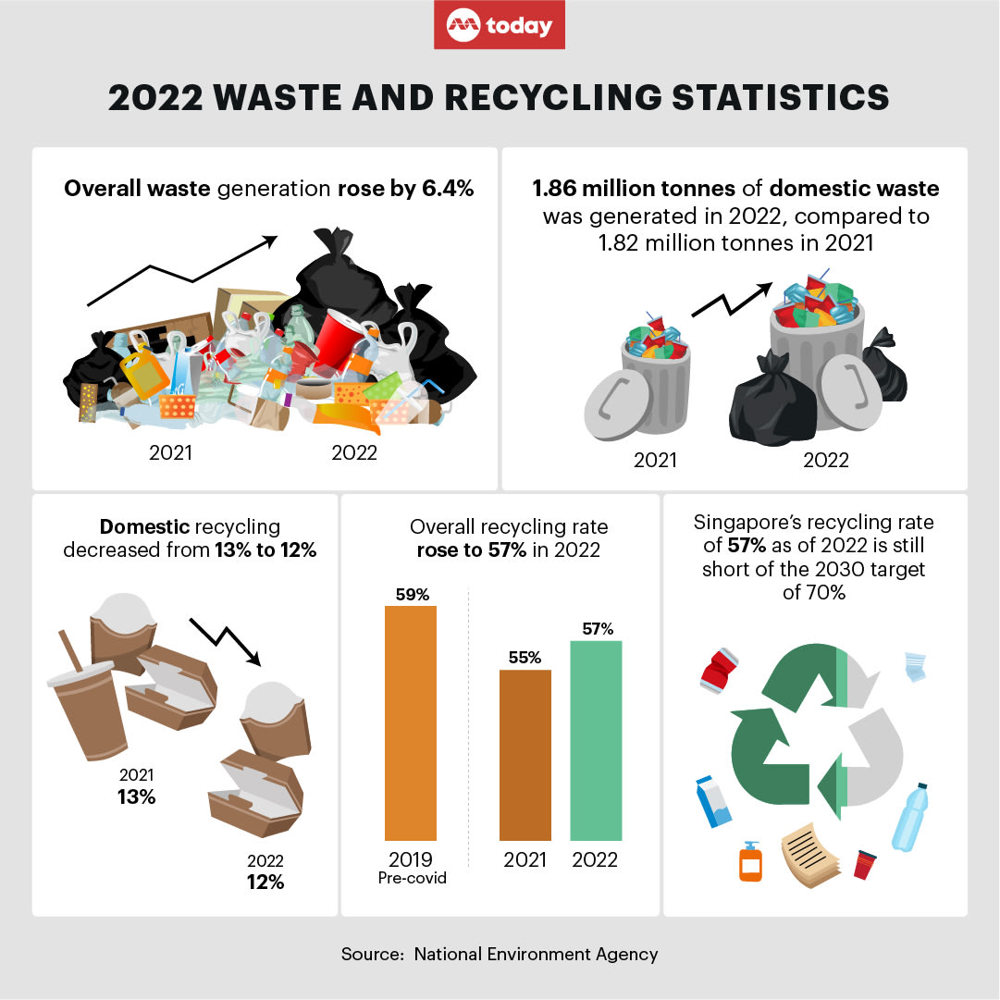 today
2022 WASTE AND RECYCLING STATISTICS
Overall waste generation rose by 6.4%
2021
2022
1.86 million tonnes of domestic waste
was generated in 2022, compared to
1.82 million tonnes in 2021
2021
2022
Domestic recycling
decreased from 13% to 12%
2021
13%
2022
12%
Overall recycling rate
rose to 57% in 2022
59%
55%
57%
2019
Pre-covid
2021
2022
Singapore’s recycling rate
of 57% as of 2022 is still
short of the 2030 target
of 70%
Source: National Environment Agency